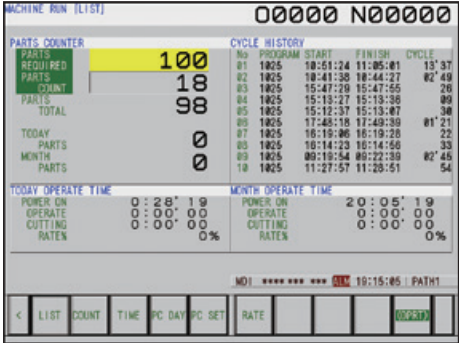 MACHINE RUN [LIST]
O0000 N00000
PARTS COUNTER
PARTS REQUIRED 100
PARTS COUNT 18
PARTS TOTAL 98
TODAY PARTS 0
MONTH PARTS 0
CYCLE HISTORY
No PROGRAM START FINISH CYCLE
01 1025 10:51:24 11:05:01 13'37
02 1025 10:41:38 10:44:27 02'49
03 1025 15:47:29 15:47:55 26
04 1025 15:13:27 15:13:36 09
05 1025 15:12:37 15:13:07 30
06 1025 17:48:18 17:49:39 01'21
07 1025 16:19:06 16:19:28 22
08 1025 16:14:23 16:14:56 33
09 1025 09:19:54 09:22:39 02'45
10 1025 11:27:57 11:28:51 54
TODAY OPERATE TIME
POWER ON 0:28'19
OPERATE 0:00'00
CUTTING 0:00'00
RATE% 0%
MONTH OPERATE TIME
POWER ON 20:05'19
OPERATE 0:00'00
CUTTING 0:00'00
RATE% 0%
MDI **** *** *** ALM 19:15:05 PATH1
< LIST COUNT TIME PC DAY PC SET RATE (OPRT)